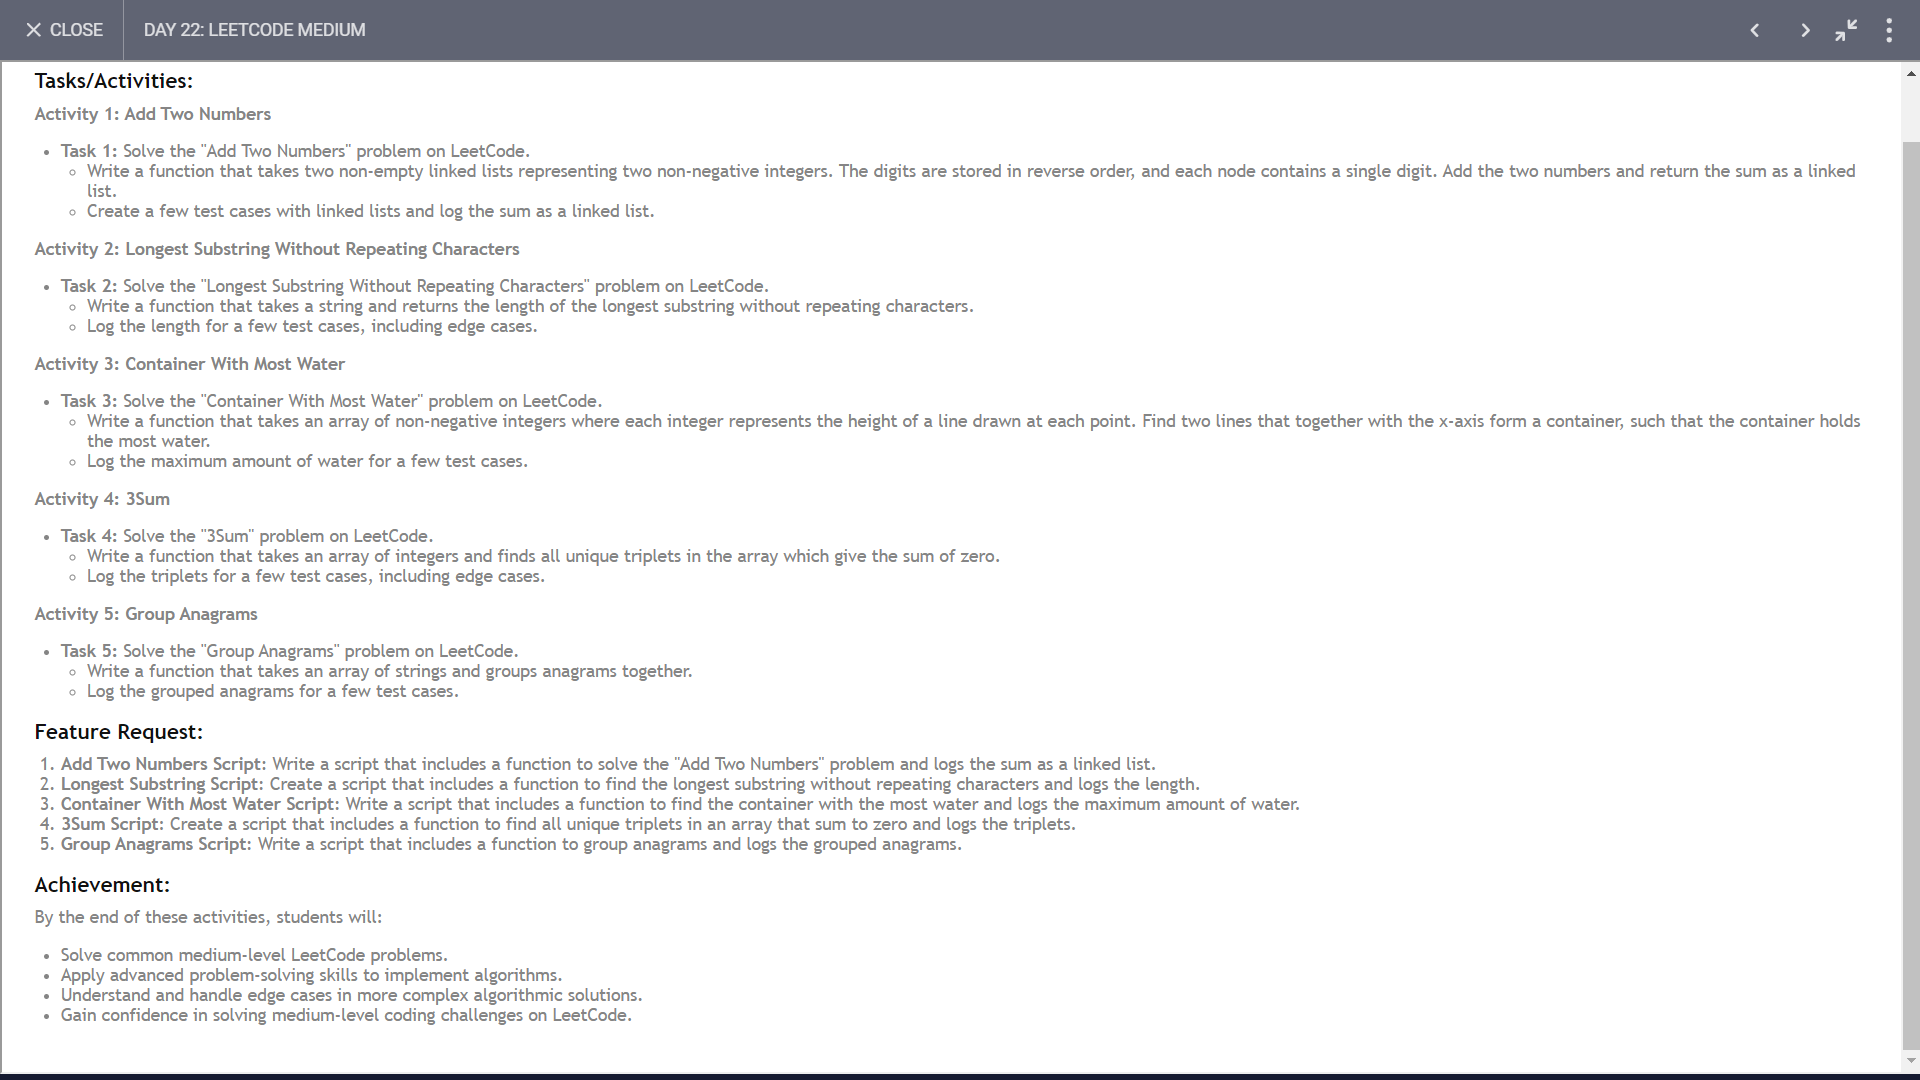 CLOSE
DAY 22: LEETCODE MEDIUM
Tasks/Activities:
Activity 1: Add Two Numbers
Task 1: Solve the "Add Two Numbers" problem on LeetCode.
Write a function that takes two non-empty linked lists representing two non-negative integers. The digits are stored in reverse order, and each node contains a single digit. Add the two numbers and return the sum as a linked
list.
Create a few test cases with linked lists and log the sum as a linked list.
Activity 2: Longest Substring Without Repeating Characters
Task 2: Solve the "Longest Substring Without Repeating Characters" problem on LeetCode.
Write a function that takes a string and returns the length of the longest substring without repeating characters.
Log the length for a few test cases, including edge cases.
Activity 3: Container With Most Water
Task 3: Solve the "Container With Most Water" problem on LeetCode.
Write a function that takes an array of non-negative integers where each integer represents the height of a line drawn at each point. Find two lines that together with the x-axis form a container, such that the container holds
the most water.
Log the maximum amount of water for a few test cases.
Activity 4: 3Sum
Task 4: Solve the "3Sum" problem on LeetCode.
Write a function that takes an array of integers and finds all unique triplets in the array which give the sum of zero.
Log the triplets for a few test cases, including edge cases.
Activity 5: Group Anagrams
Task 5: Solve the "Group Anagrams" problem on LeetCode.
Write a function that takes an array of strings and groups anagrams together.
Log the grouped anagrams for a few test cases.
Feature Request:
1. Add Two Numbers Script: Write a script that includes a function to solve the "Add Two Numbers" problem and logs the sum as a linked list.
2. Longest Substring Script: Create a script that includes a function to find the longest substring without repeating characters and logs the length.
3. Container With Most Water Script: Write a script that includes a function to find the container with the most water and logs the maximum amount of water.
4. 3Sum Script: Create a script that includes a function to find all unique triplets in an array that sum to zero and logs the triplets.
5. Group Anagrams Script: Write a script that includes a function to group anagrams and logs the grouped anagrams.
Achievement:
By the end of these activities, students will:
Solve common medium-level LeetCode problems.
Apply advanced problem-solving skills to implement algorithms.
Understand and handle edge cases in more complex algorithmic solutions.
Gain confidence in solving medium-level coding challenges on LeetCode.